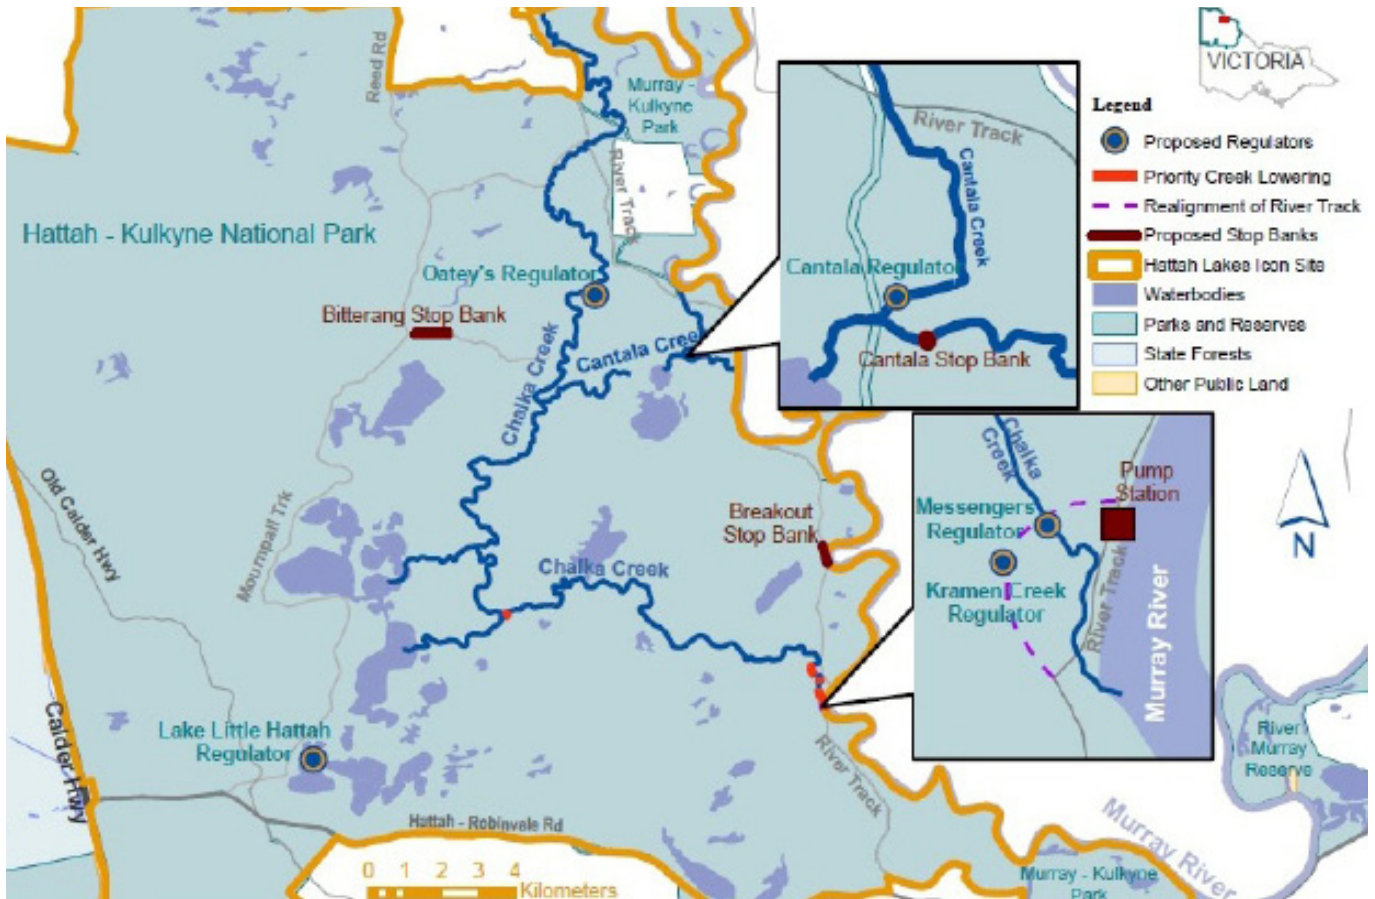 Reed Rd
Murray -
Kulkyne
Park
River Track
Hattah - Kulkyne National Park
Oatey's Regulator
Bitterang Stop Bank
Chalka Creek
Cantala Cree
Old Calder Hwy
Mournpall Trk
Chalka Creek
Breakout
Stop Bank
Lake Little Hattah
Regulator
Calder Hwy
Hattah - Robinvale Rd
0 1 2 3 4
Kilometers
River Track
Murray River
Murray - Kulkyne
Park
River
Murray
Reserve
River Track
Cantala Creek
Cantala Regulator
Cantala Stop Bank
Chalka
Creek
Pump
Station
Messengers
Regulator
Kramen Creek
Regulator
River Track
Murray River
VICTORIA
Legend
Proposed Regulators
Priority Creek Lowering
Realignment of River Track
Proposed Stop Banks
Hattah Lakes Icon Site
Waterbodies
Parks and Reserves
State Forests
Other Public Land
N